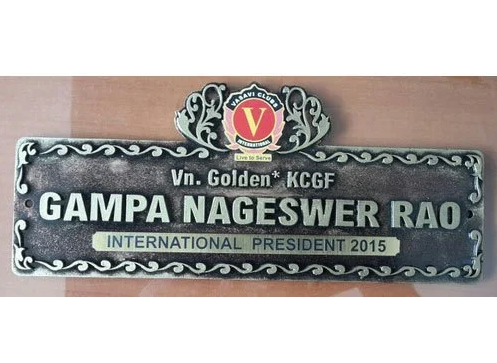 VASAVI CLUBS
V
INTERNATIONAL
Live to Serve
Vn. Golden* KCGF
GAMPA NAGESWER RAO
INTERNATIONAL PRESIDENT 2015